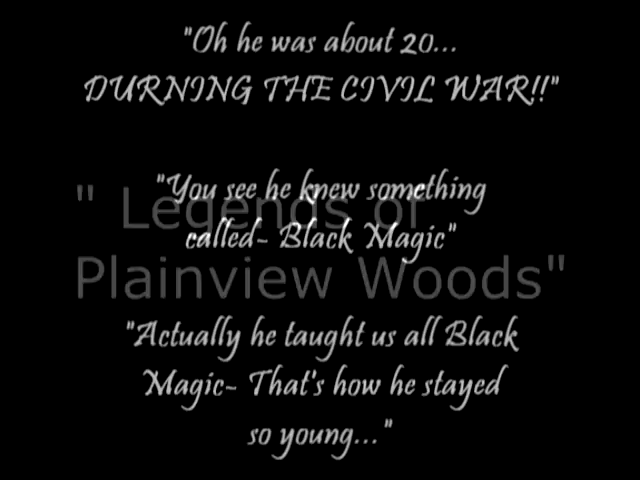 "Oh he was about 20...
DURNING THE CIVIL WAR!!"
"You see he knew something
called- Black Magic"
" Legends of
Plainview Woods"
"Actually he taught us all Black
Magic- That's how he stayed
so young..."